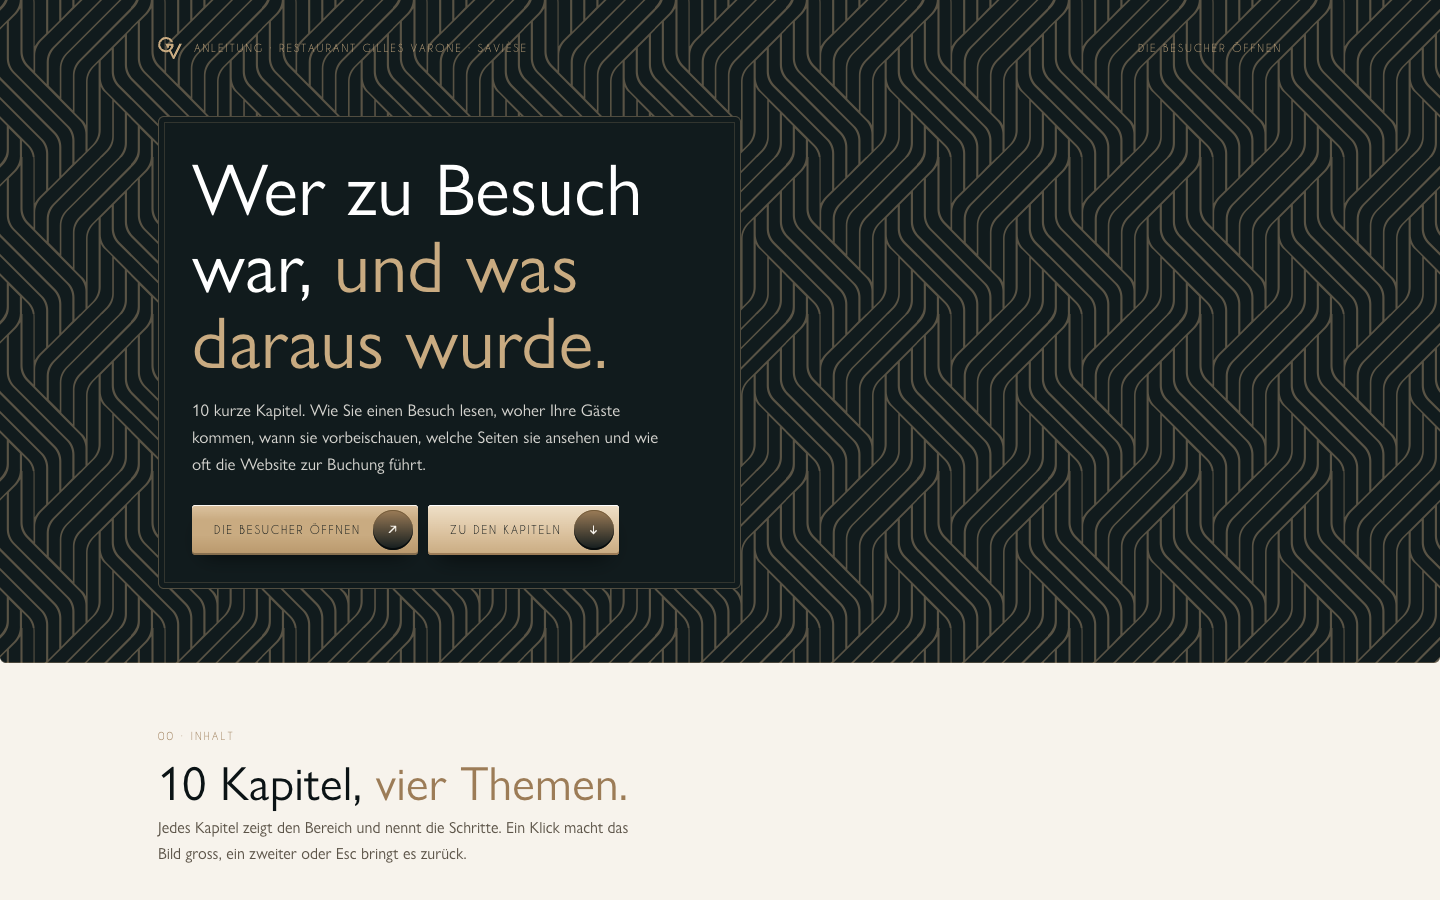 GV
ANLEITUNG · RESTAURANT GILLES VARONE · SAVIÈSE
DIE BESUCHER ÖFFNEN
Wer zu Besuch
war, und was
daraus wurde.
10 kurze Kapitel. Wie Sie einen Besuch lesen, woher Ihre Gäste
kommen, wann sie vorbeischauen, welche Seiten sie ansehen und wie
oft die Website zur Buchung führt.
DIE BESUCHER ÖFFNEN
ZU DEN KAPITELN
00 · INHALT
10 Kapitel, vier Themen.
Jedes Kapitel zeigt den Bereich und nennt die Schritte. Ein Klick macht das
Bild gross, ein zweiter oder Esc bringt es zurück.